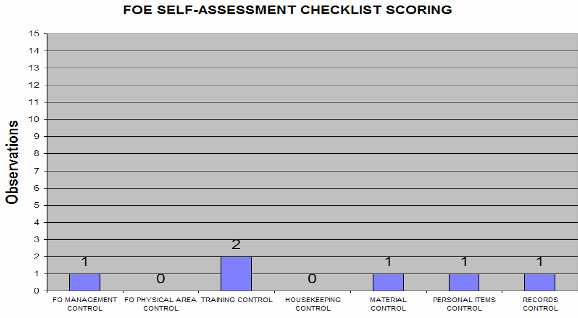 FOE SELF-ASSESSMENT CHECKLIST SCORING
Observations
15
14
13
12
11
10
9
8
7
6
5
4
3
2
1
0
1
0
2
0
1
1
1
FO MANAGEMENT CONTROL
FO PHYSICAL AREA CONTROL
TRAINING CONTROL
HOUSEKEEPING CONTROL
MATERIAL CONTROL
PERSONAL ITEMS CONTROL
RECORDS CONTROL